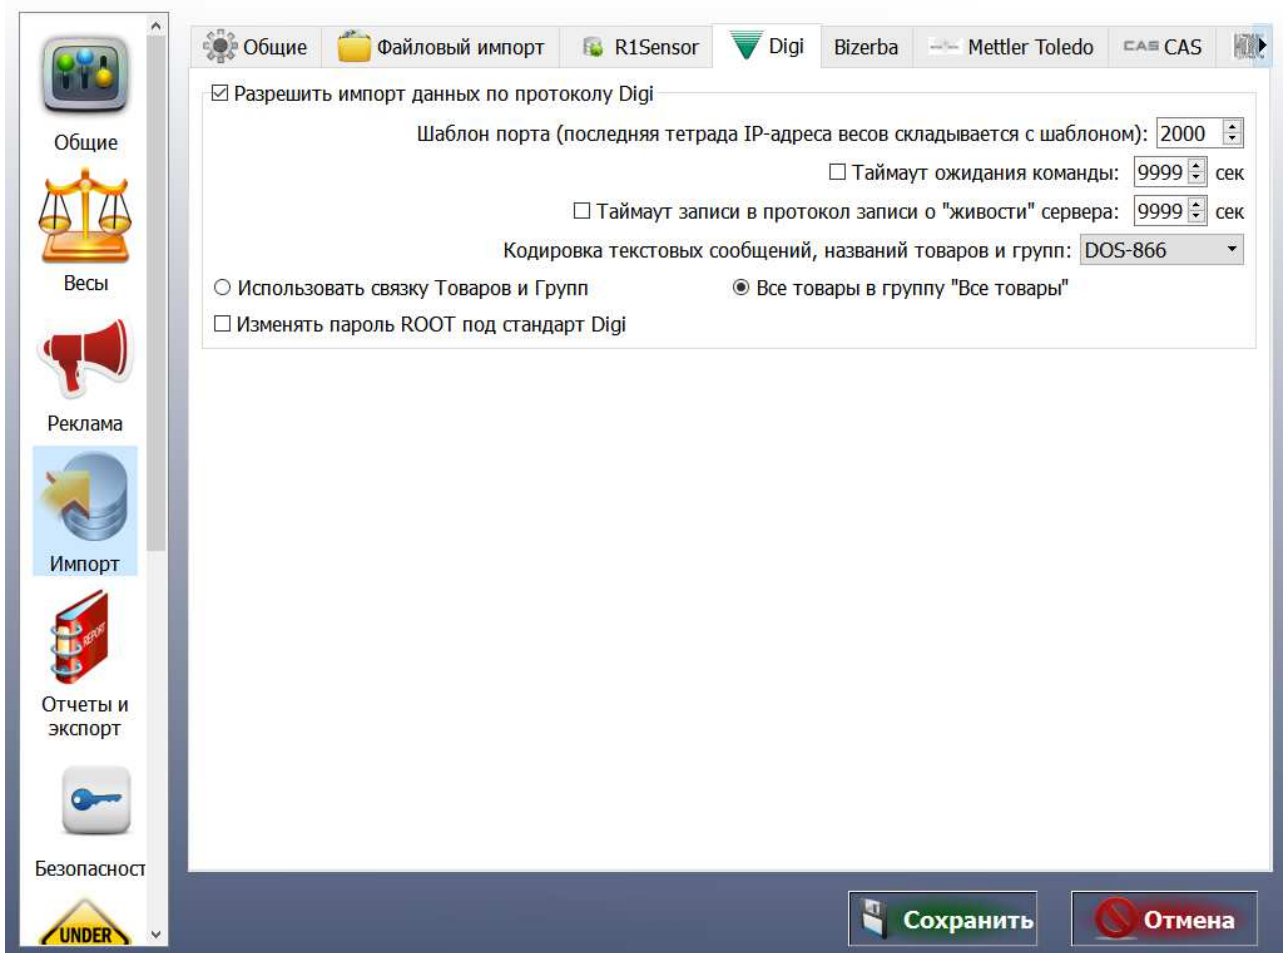 Общие
Весы
Реклама
Импорт
REPORT
Отчеты и
экспорт
Безопасност
UNDER
Общие
Файловый импорт
R1Sensor
Digi
Bizerba
Mettler Toledo
CAS CAS
Разрешить импорт данных по протоколу Digi
Шаблон порта (последняя тетрада IP-адреса весов складывается с шаблоном): 2000
Таймаут ожидания команды: 9999 сек
Таймаут записи в протокол записи о "живости" сервера: 9999 сек
Кодировка текстовых сообщений, названий товаров и групп: DOS-866
Использовать связку Товаров и Групп
Все товары в группу "Все товары"
Изменять пароль ROOT под стандарт Digi
Сохранить
Отмена